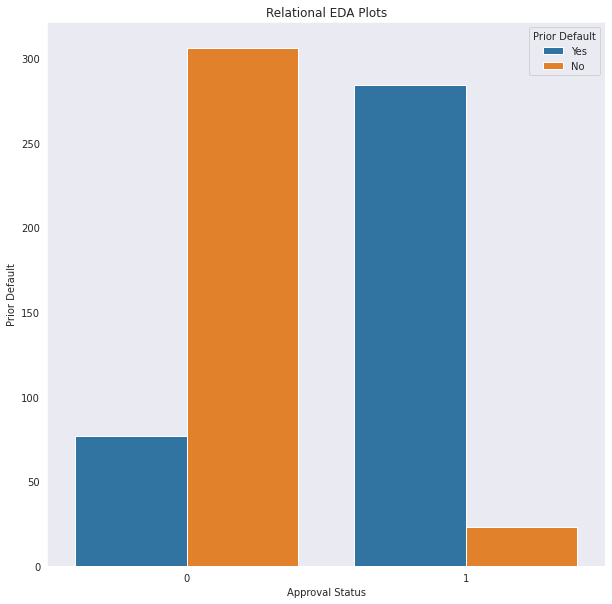 Relational EDA Plots
Prior Default
Yes
No
300
250
200
150
100
50
0
Prior Default
0
1
Approval Status